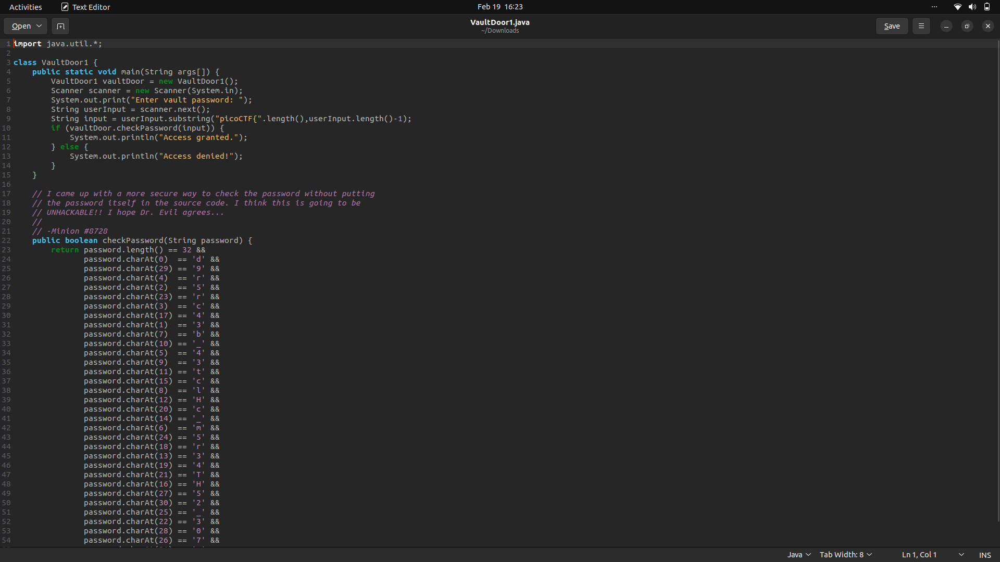 Activities Text Editor Feb 19 16:23
Open VaultDoor1.java Save
~/Downloads
1 import java.util.*;
2
3 class VaultDoor1 {
4     public static void main(String args[]) {
5         VaultDoor1 vaultDoor = new VaultDoor1();
6         Scanner scanner = new Scanner(System.in);
7         System.out.print("Enter vault password: ");
8         String userInput = scanner.next();
9         String input = userInput.substring("picoCTF{".length(),userInput.length()-1);
10         if (vaultDoor.checkPassword(input)) {
11             System.out.println("Access granted.");
12         } else {
13             System.out.println("Access denied!");
14         }
15     }
16
17     // I came up with a more secure way to check the password without putting
18     // the password itself in the source code. I think this is going to be
19     // UNHACKABLE!! I hope Dr. Evil agrees...
20     //
21     // -Minion #8728
22     public boolean checkPassword(String password) {
23         return password.length() == 32 &&
24                password.charAt(0)  == 'd' &&
25                password.charAt(29) == '9' &&
26                password.charAt(4)  == 'r' &&
27                password.charAt(2)  == '5' &&
28                password.charAt(23) == 'r' &&
29                password.charAt(3)  == 'c' &&
30                password.charAt(17) == '4' &&
31                password.charAt(1)  == '3' &&
32                password.charAt(7)  == 'b' &&
33                password.charAt(10) == '_' &&
34                password.charAt(5)  == '4' &&
35                password.charAt(9)  == '3' &&
36                password.charAt(11) == 't' &&
37                password.charAt(15) == 'c' &&
38                password.charAt(8)  == 'l' &&
39                password.charAt(12) == 'H' &&
40                password.charAt(20) == 'c' &&
41                password.charAt(14) == '_' &&
42                password.charAt(6)  == 'm' &&
43                password.charAt(24) == '5' &&
44                password.charAt(18) == 'r' &&
45                password.charAt(13) == '3' &&
46                password.charAt(19) == '4' &&
47                password.charAt(21) == 'T' &&
48                password.charAt(16) == 'H' &&
49                password.charAt(27) == '5' &&
50                password.charAt(30) == '2' &&
51                password.charAt(25) == '_' &&
52                password.charAt(22) == '3' &&
53                password.charAt(28) == '0' &&
54                password.charAt(26) == '7' &&
Java Tab Width: 8 Ln 1, Col 1 INS